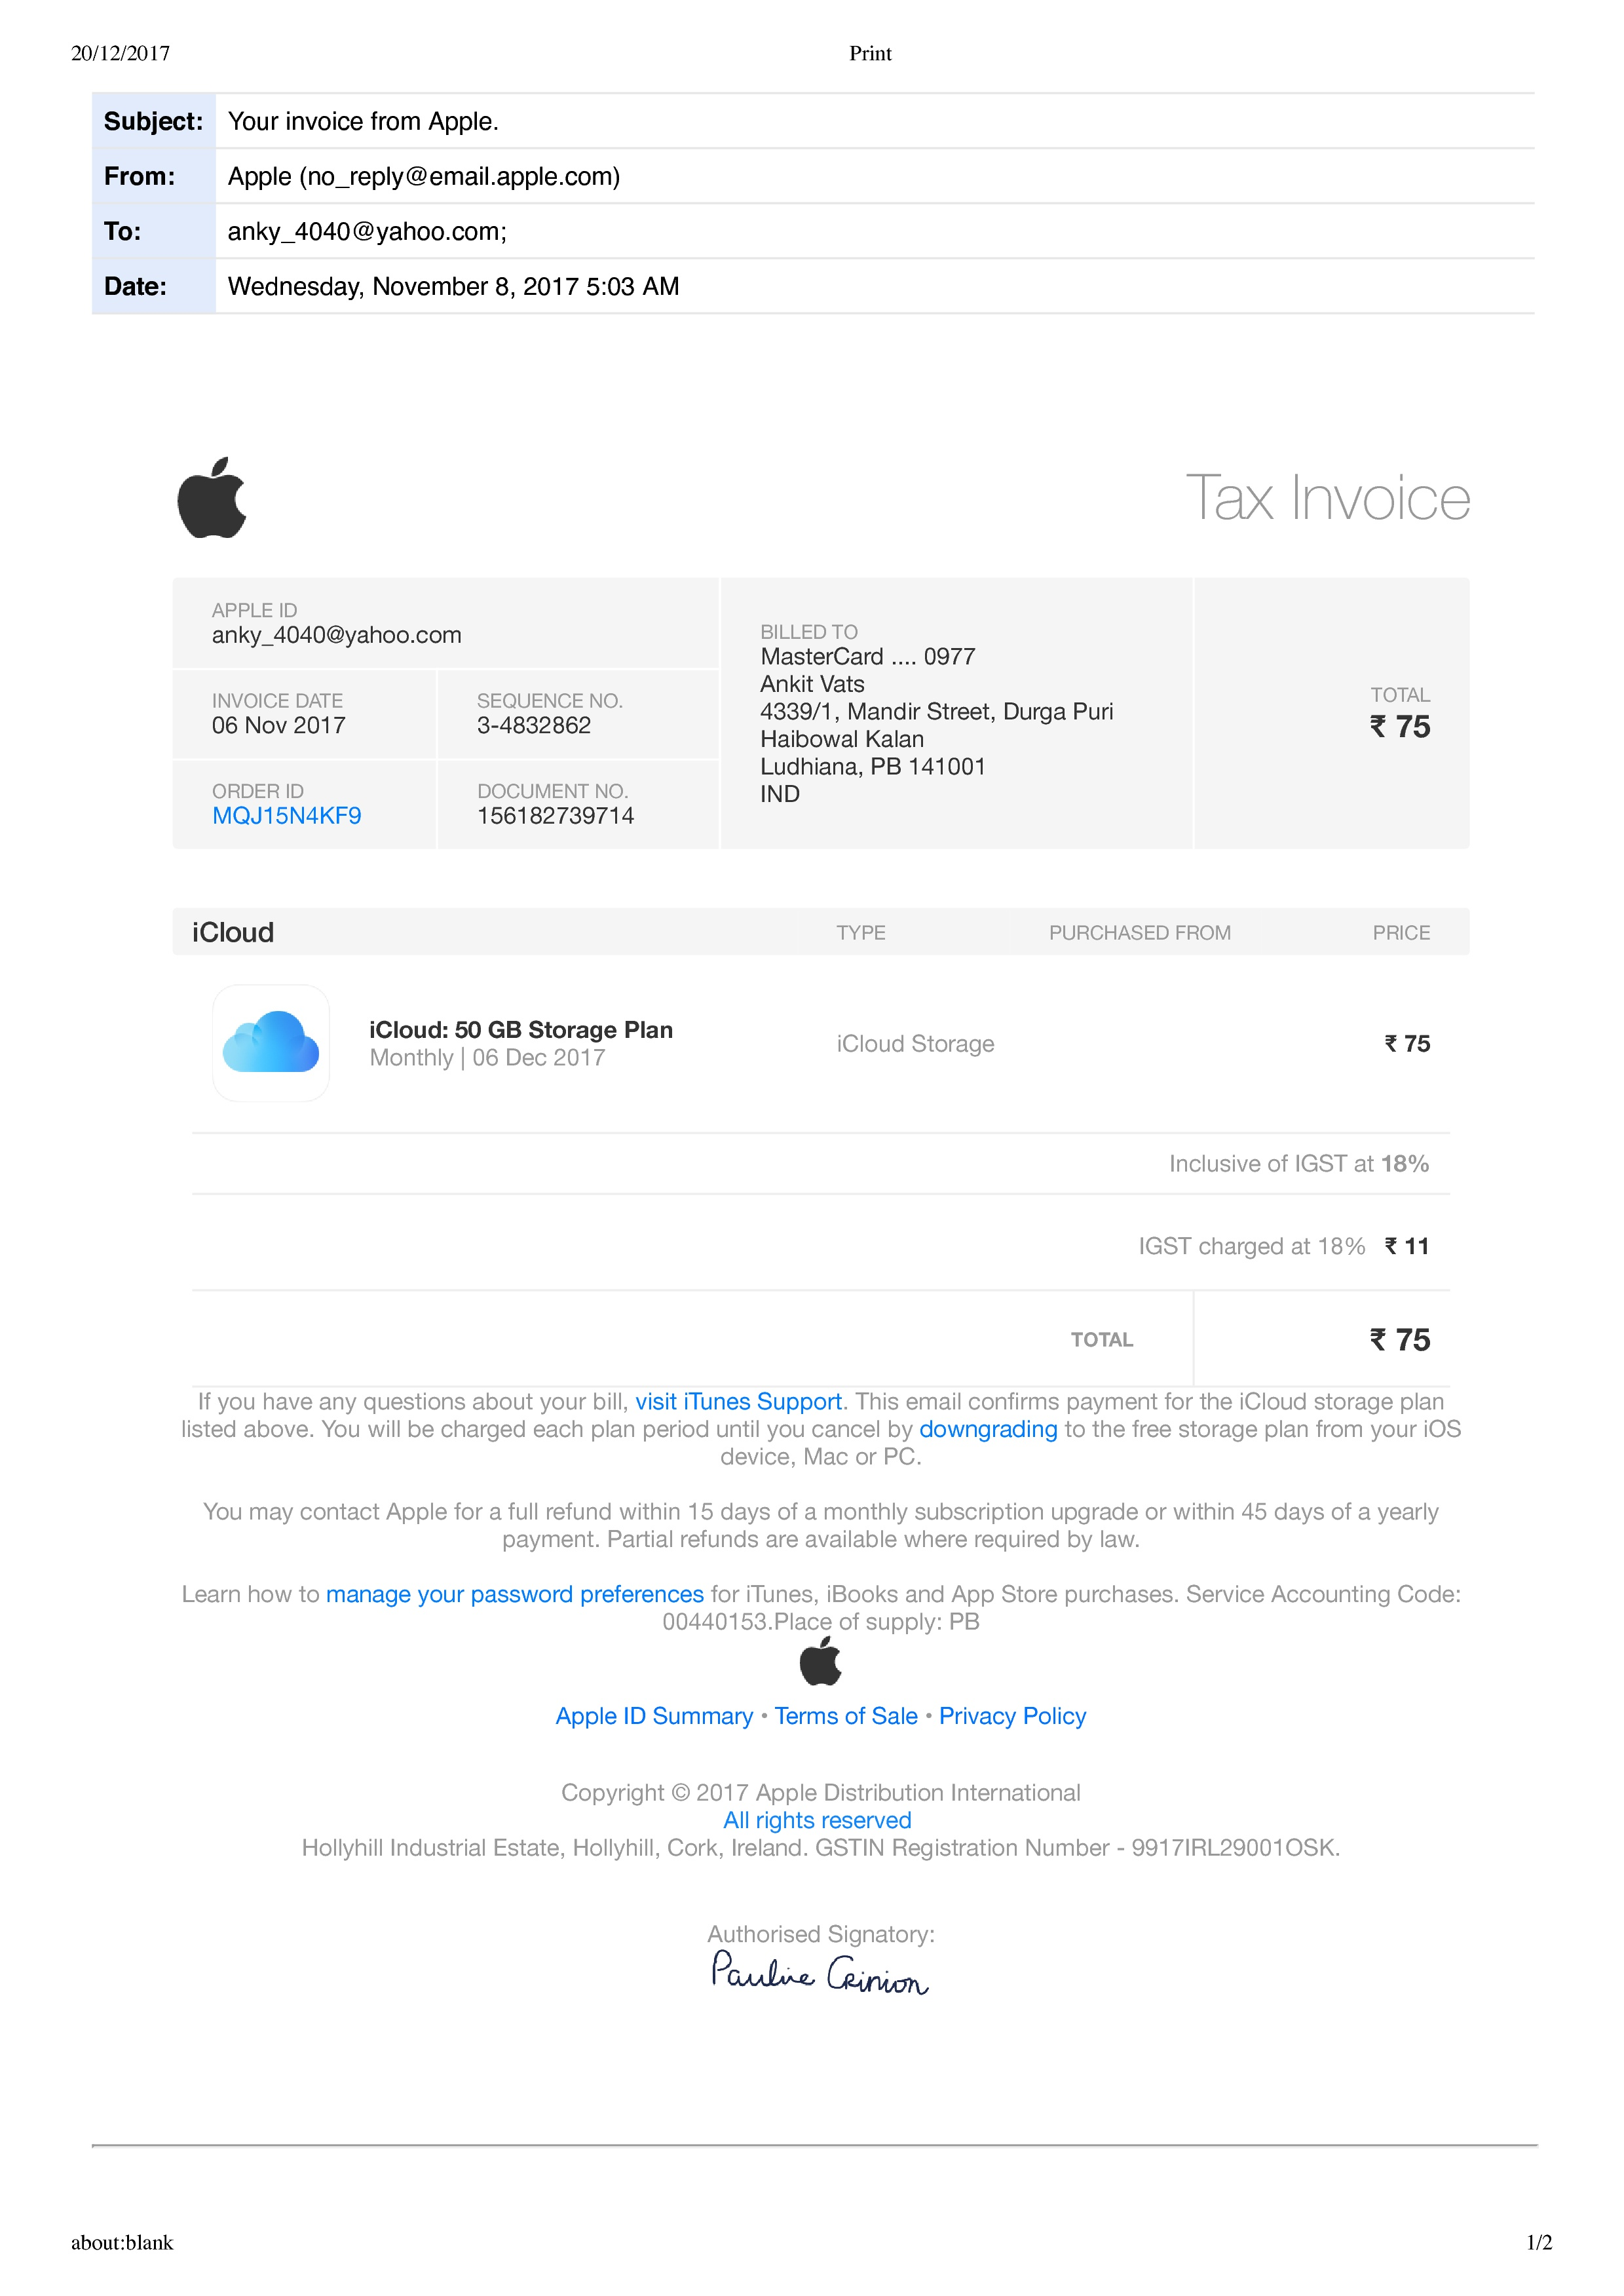 20/12/2017 Print
Subject: Your invoice from Apple.
From: Apple (no_reply@email.apple.com)
To: anky_4040@yahoo.com;
Date: Wednesday, November 8, 2017 5:03 AM
Tax Invoice
APPLE ID
anky_4040@yahoo.com
INVOICE DATE
06 Nov 2017
SEQUENCE NO.
3-4832862
ORDER ID
MQJ15N4KF9
DOCUMENT NO.
156182739714
BILLED TO
MasterCard .... 0977
Ankit Vats
4339/1, Mandir Street, Durga Puri
Haibowal Kalan
Ludhiana, PB 141001
IND
TOTAL
₹ 75
iCloud TYPE PURCHASED FROM PRICE
iCloud: 50 GB Storage Plan
Monthly | 06 Dec 2017
iCloud Storage
₹ 75
Inclusive of IGST at 18%
IGST charged at 18% ₹ 11
TOTAL ₹ 75
If you have any questions about your bill, visit iTunes Support. This email confirms payment for the iCloud storage plan
listed above. You will be charged each plan period until you cancel by downgrading to the free storage plan from your iOS
device, Mac or PC.
You may contact Apple for a full refund within 15 days of a monthly subscription upgrade or within 45 days of a yearly
payment. Partial refunds are available where required by law.
Learn how to manage your password preferences for iTunes, iBooks and App Store purchases. Service Accounting Code:
00440153.Place of supply: PB
Apple ID Summary • Terms of Sale • Privacy Policy
Copyright © 2017 Apple Distribution International
All rights reserved
Hollyhill Industrial Estate, Hollyhill, Cork, Ireland. GSTIN Registration Number - 9917IRL29001OSK.
Authorised Signatory:
Pauline Crinion
about:blank 1/2